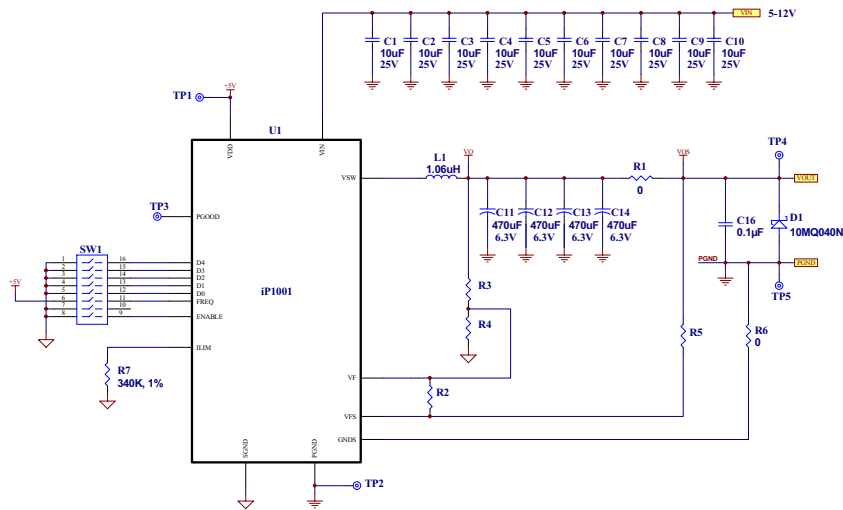 VIN 5-12V
C1 C2 C3 C4 C5 C6 C7 C8 C9 C10
10uF 10uF 10uF 10uF 10uF 10uF 10uF 10uF 10uF 10uF
25V 25V 25V 25V 25V 25V 25V 25V 25V 25V
+5V
TP1
U1
VDD
VIN
TP4
L1
1.06uH
VO
R1
0
VOS
VSW
VOUT
C11 C12 C13 C14
470uF 470uF 470uF 470uF
6.3V 6.3V 6.3V 6.3V
C16
0.1µF
D1
10MQ040N
TP3
PGOOD
PGND
PGND
TP5
SW1
+5V
1 16 D4
2 15 D3
3 14 D2
4 13 D1
5 12 D0
6 11 FREQ
7 10
8 9 ENABLE
iP1001
R3
R4
R5
R6
0
ILIM
R7
340K, 1%
VF
R2
VFS
GNDS
SGND
PGND
TP2